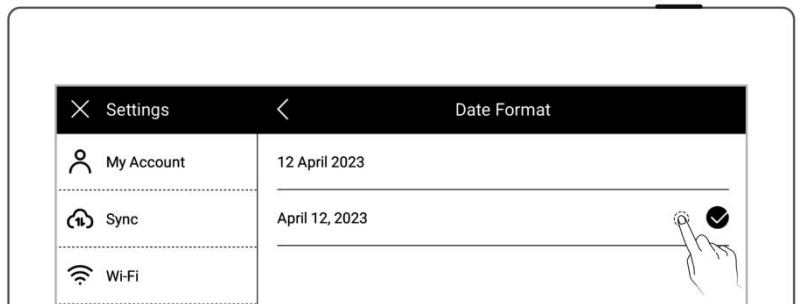 Settings
Date Format
My Account
12 April 2023
Sync
April 12, 2023
Wi-Fi